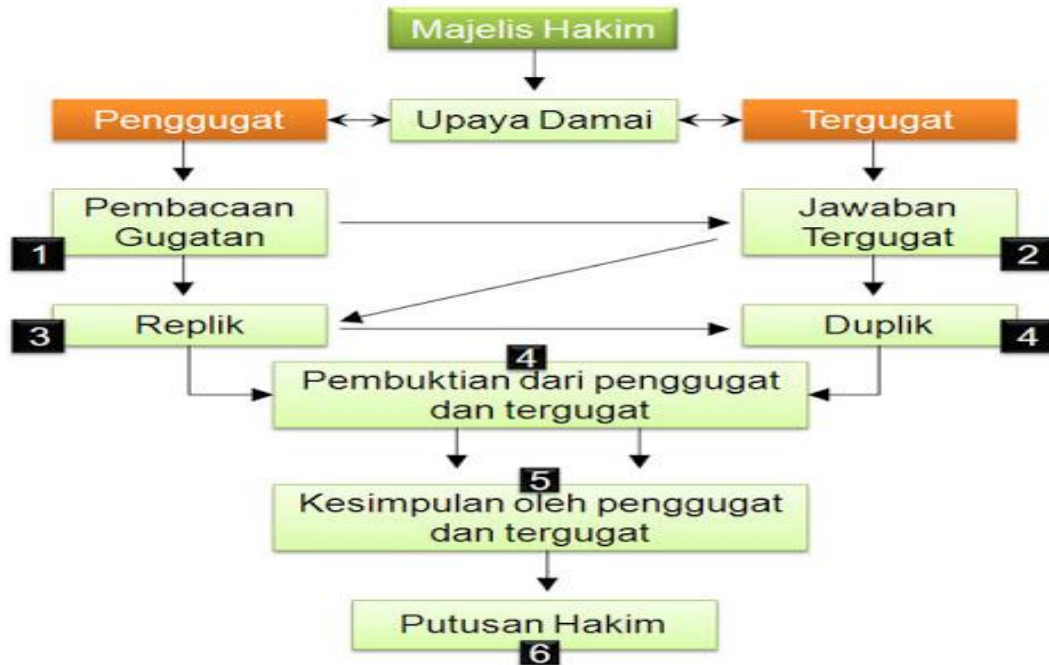 Majelis Hakim
Penggugat
Upaya Damai
Tergugat
Pembacaan
Gugatan
1
Jawaban
Tergugat
2
Replik
3
Duplik
4
4
Pembuktian dari penggugat
dan tergugat
5
Kesimpulan oleh penggugat
dan tergugat
Putusan Hakim
6